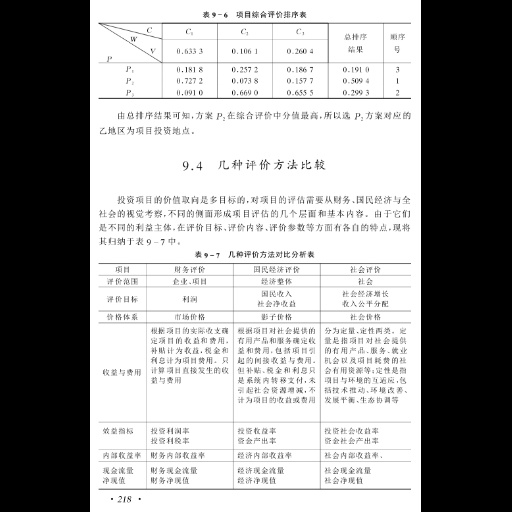 表 9－6 项目综合评价排序表
C C₁ C₂ C₃ 总排序 顺序
W
V 0.633 3 0.106 1 0.260 4 结果 号
P
P₁ 0.181 8 0.257 2 0.186 7 0.191 0 3
P₂ 0.727 2 0.073 8 0.157 7 0.509 4 1
P₃ 0.091 0 0.669 0 0.655 5 0.299 3 2
由总排序结果可知,方案 P₂在综合评价中分值最高,所以选 P₂方案对应的
乙地区为项目投资地点。
9.4 几种评价方法比较
投资项目的价值取向是多目标的,对项目的评估需要从财务、国民经济与全
社会的视觉考察,不同的侧面形成项目评估的几个层面和基本内容。由于它们
是不同的利益主体,在评价目标、评价内容、评价参数等方面有各自的特点,现将
其归纳于表 9－7 中。
表 9－7 几种评价方法对比分析表
项目 财务评价 国民经济评价 社会评价
评价范围 企业、项目 经济整体 社会
评价目标 利润 国民收入 社会经济增长
社会净收益 收入公平分配
价格体系 市场价格 影子价格 社会价格
收益与费用
根据项目的实际收支确
定项目的收益和费用,
补贴计为收益,税金和
利息计为项目费用。只
计算项目直接发生的收
益与费用
根据项目对社会提供的
有用产品和服务确定收
益和费用,包括项目引
起的间接收益与费用。
但补贴、税金和利息只
是系统内转移支付,未
引起社会资源增减,不
计为项目的收益或费用
分为定量、定性两类。定
量是指项目对社会提供
的有用产品、服务、就业
机会以及项目耗费的社
会有用资源等;定性是指
项目与环境的互适应,包
括技术推动、环境改善、
发展平衡、生态协调等
效益指标 投资利润率 投资收益率 投资社会收益率
投资利税率 资金产出率 资金社会产出率
内部收益率 财务内部收益率 经济内部收益率 社会内部收益率.
现金流量 财务现金流量 经济现金流量 社会现金流量
净现值 财务净现值 经济净现值 社会净现值
• 218 •